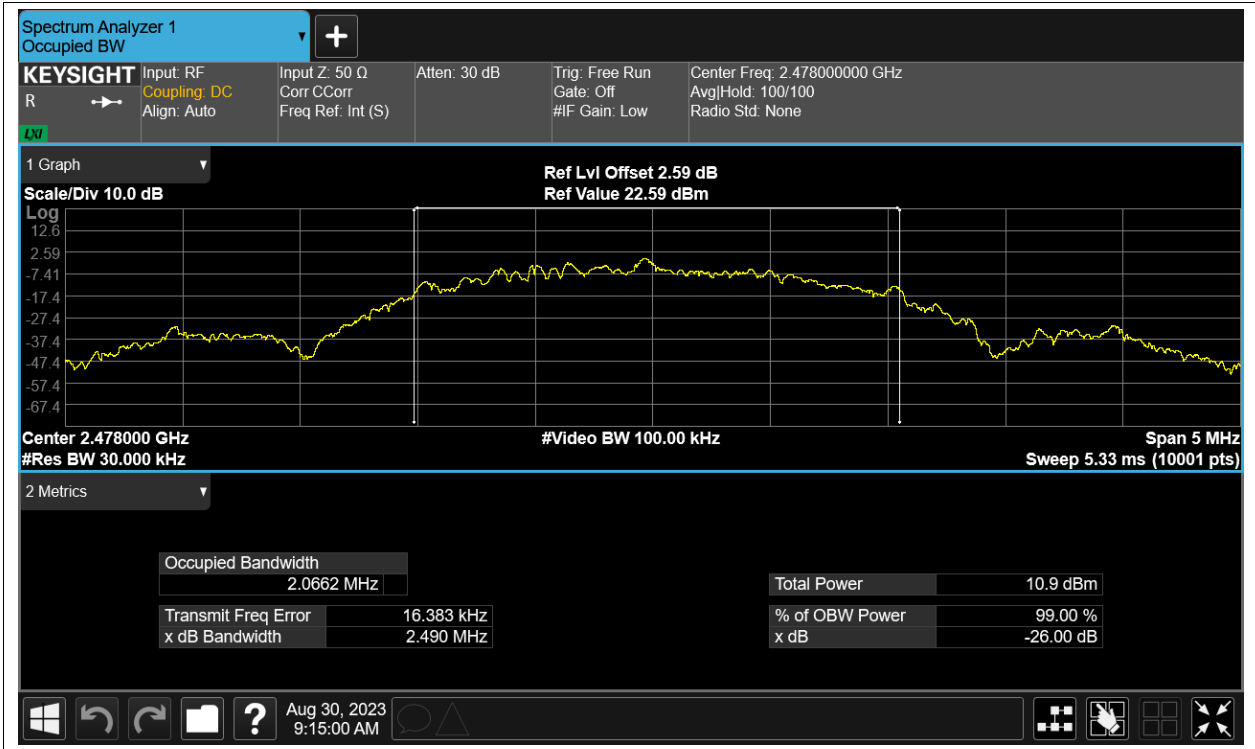 Spectrum Analyzer 1
Occupied BW
+
KEYSIGHT
R
LXI
Input: RF
Coupling: DC
Align: Auto
Input Z: 50 Ω
Corr CCorr
Freq Ref: Int (S)
Atten: 30 dB
Trig: Free Run
Gate: Off
#IF Gain: Low
Center Freq: 2.478000000 GHz
Avg|Hold: 100/100
Radio Std: None
1 Graph
Scale/Div 10.0 dB
Ref Lvl Offset 2.59 dB
Ref Value 22.59 dBm
Log
12.6
2.59
-7.41
-17.4
-27.4
-37.4
-47.4
-57.4
-67.4
Center 2.478000 GHz
#Video BW 100.00 kHz
Span 5 MHz
#Res BW 30.000 kHz
Sweep 5.33 ms (10001 pts)
2 Metrics
Occupied Bandwidth
2.0662 MHz
Transmit Freq Error 16.383 kHz
x dB Bandwidth 2.490 MHz
Total Power 10.9 dBm
% of OBW Power 99.00 %
x dB -26.00 dB
?
Aug 30, 2023
9:15:00 AM